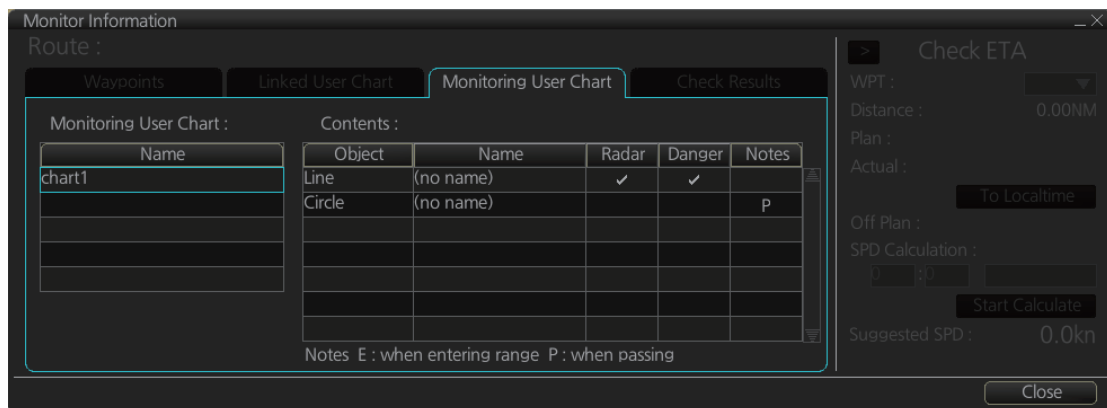 Monitor Information
Route :
Waypoints Linked User Chart Monitoring User Chart Check Results
Monitoring User Chart :
Name
chart1
Contents :
Object Name Radar Danger Notes
Line (no name) ✓ ✓
Circle (no name) P
Notes E : when entering range P : when passing
> Check ETA
WPT :
Distance : 0.00NM
Plan :
Actual :
To Localtime
Off Plan :
SPD Calculation :
0 :0
Start Calculate
Suggested SPD : 0.0kn
Close